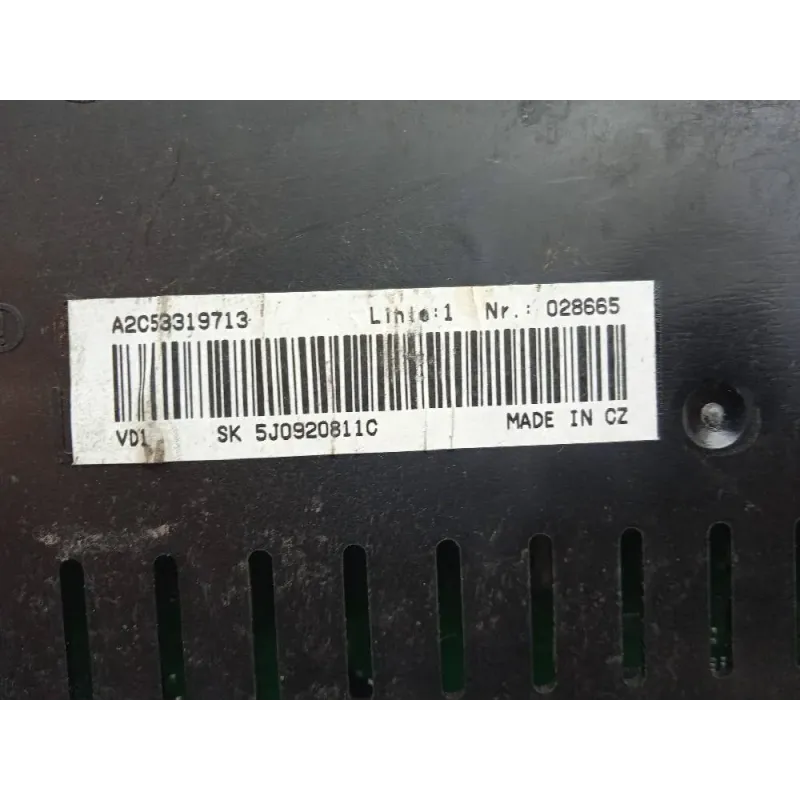 A2C53319713 Linie:1 Nr.: 028665
VD1 SK 5J0920811C MADE IN CZ